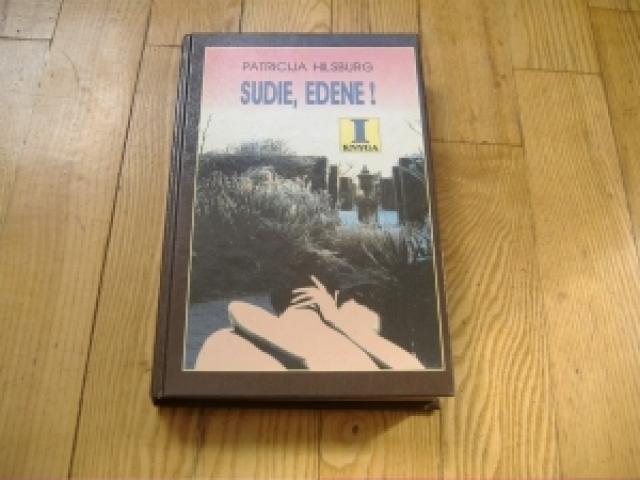 PATRICIJA HILSBURG
SUDIE, EDENE !
I
KNYGA